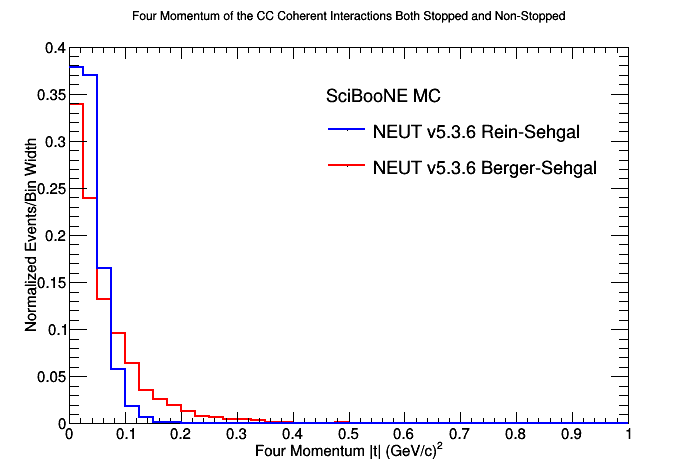 Four Momentum of the CC Coherent Interactions Both Stopped and Non-Stopped
Normalized Events/Bin Width
0.4
0.35
0.3
0.25
0.2
0.15
0.1
0.05
0
SciBooNE MC
NEUT v5.3.6 Rein-Sehgal
NEUT v5.3.6 Berger-Sehgal
0 0.1 0.2 0.3 0.4 0.5 0.6 0.7 0.8 0.9 1
Four Momentum |t| (GeV/c)²